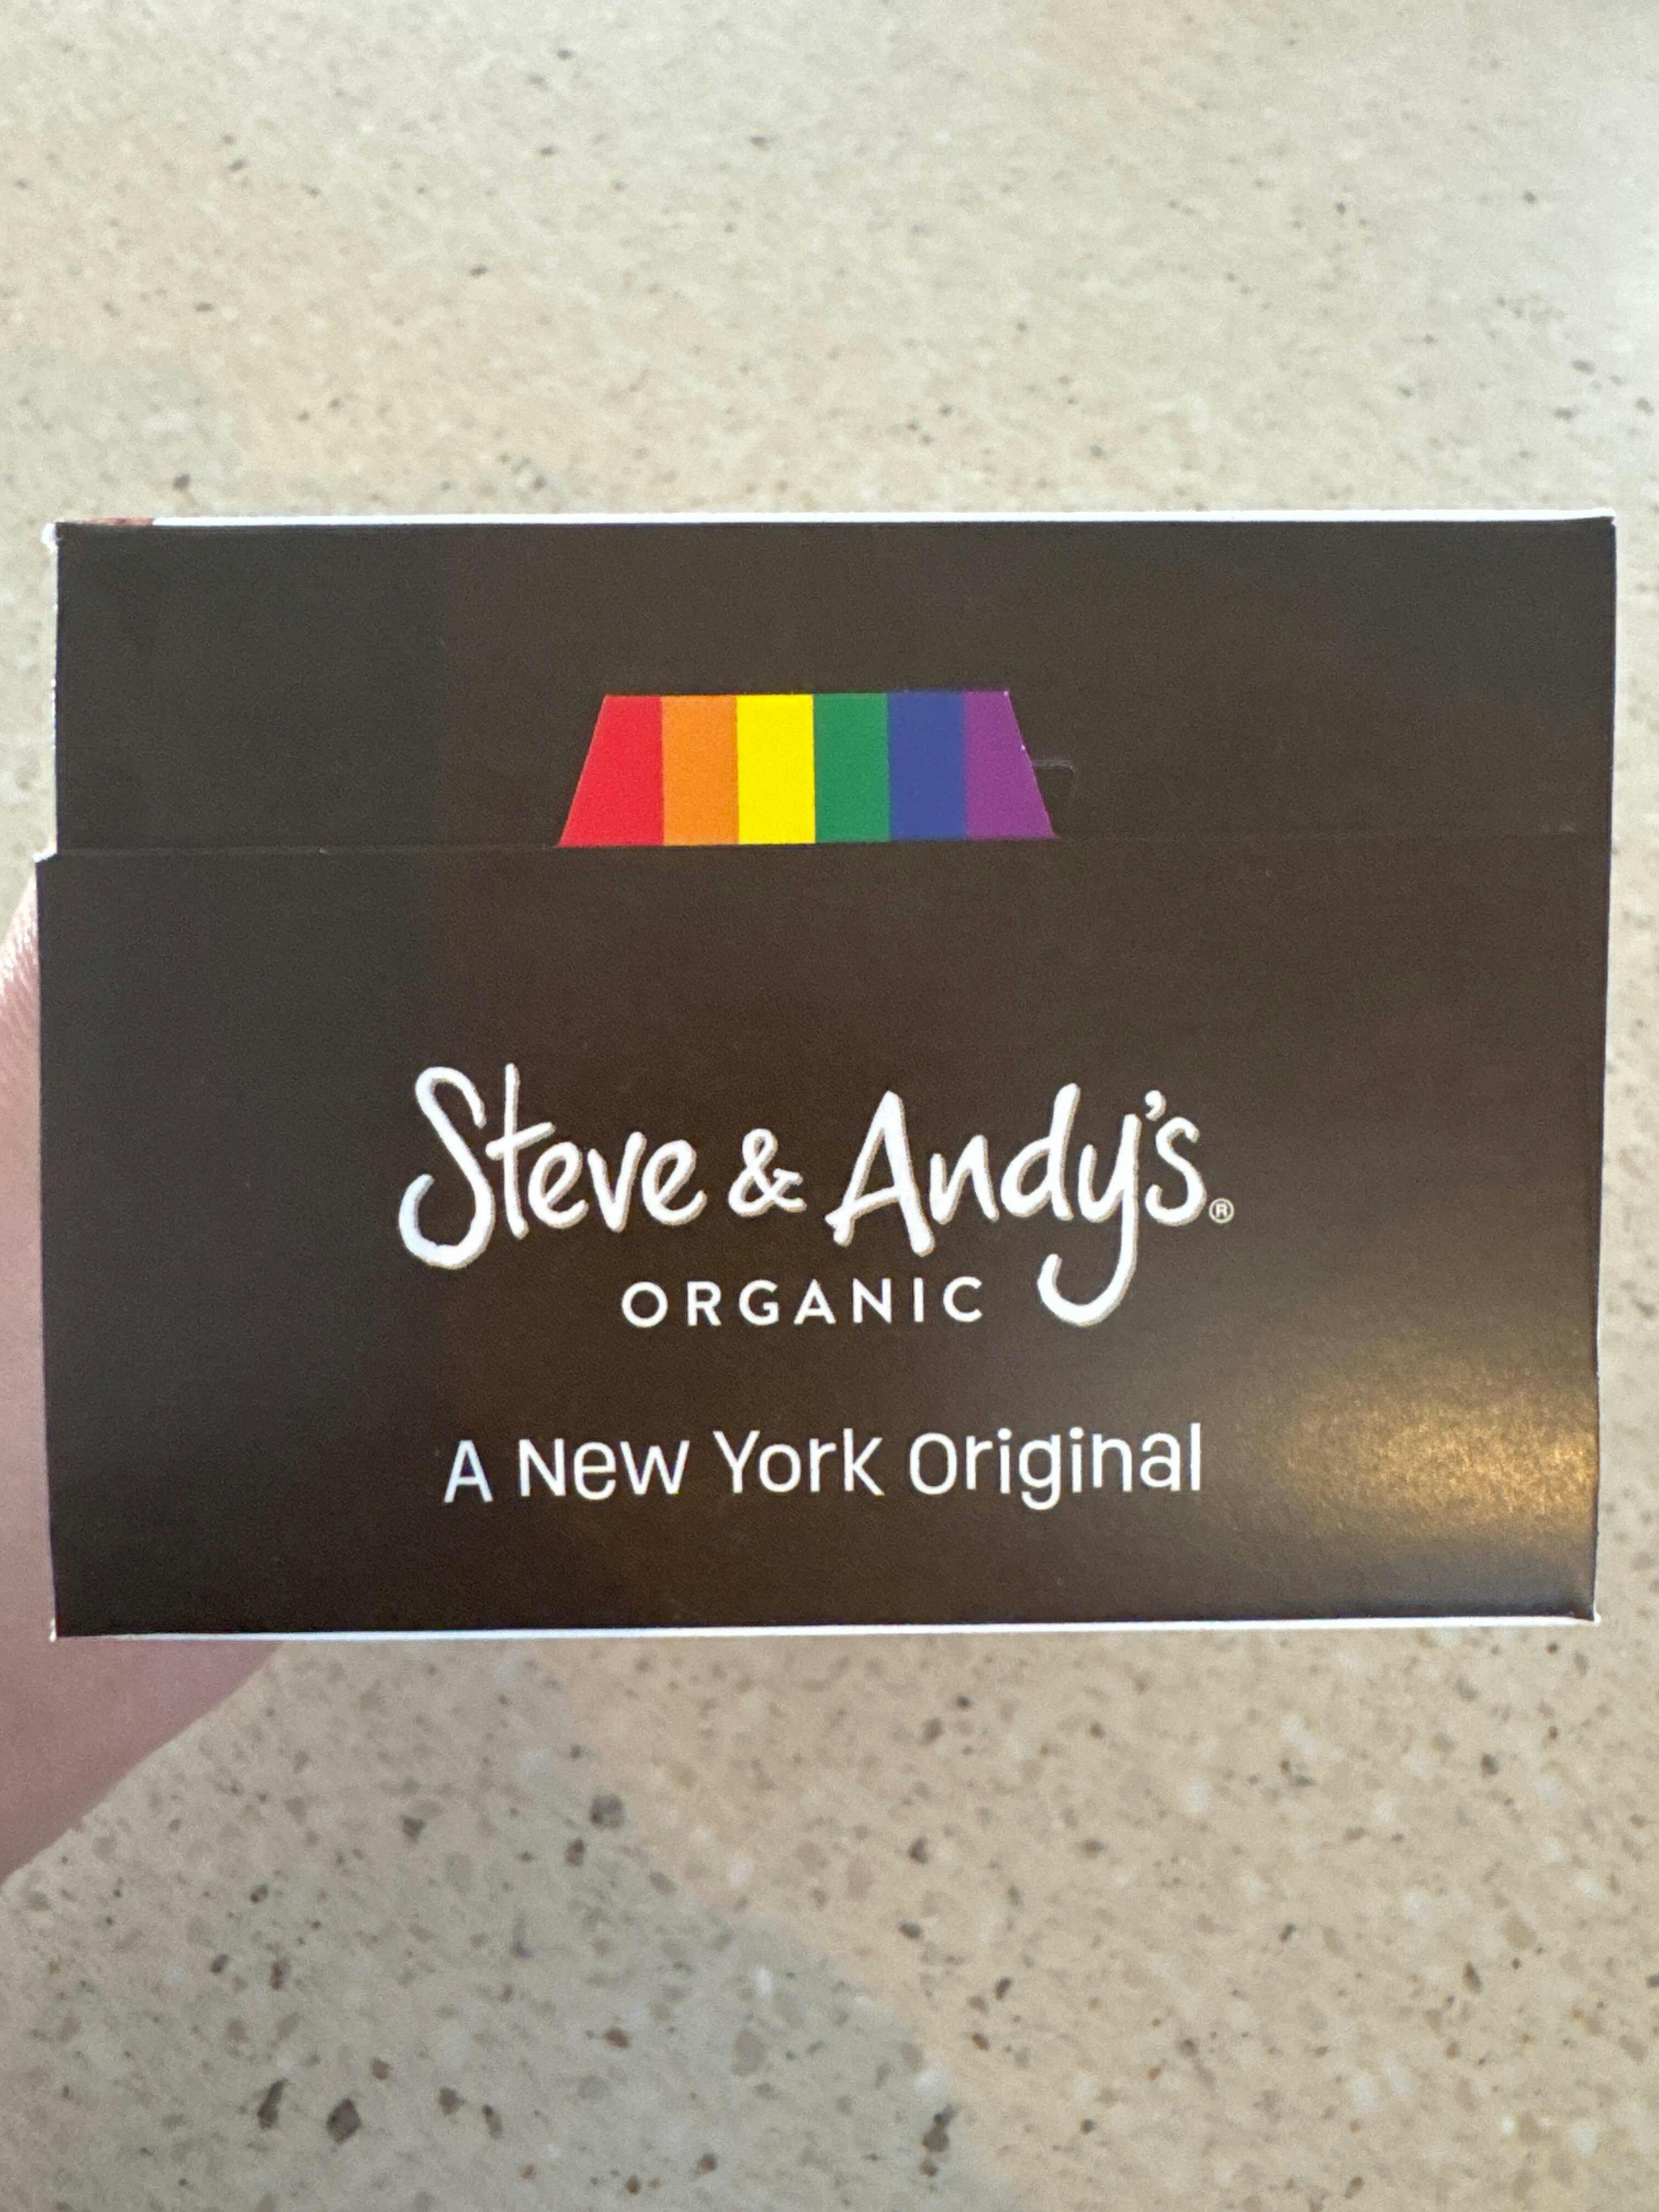 Steve & Andy's®
ORGANIC
A New York Original